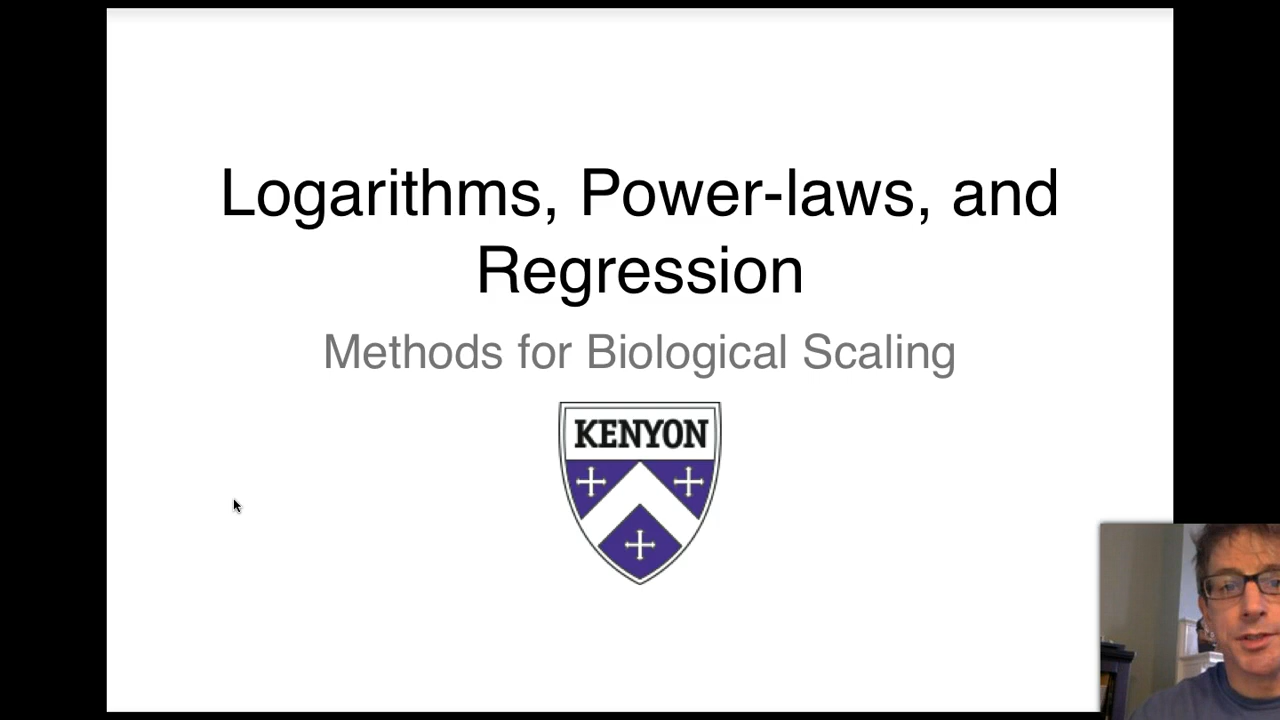 Logarithms, Power-laws, and
Regression
Methods for Biological Scaling
KENYON